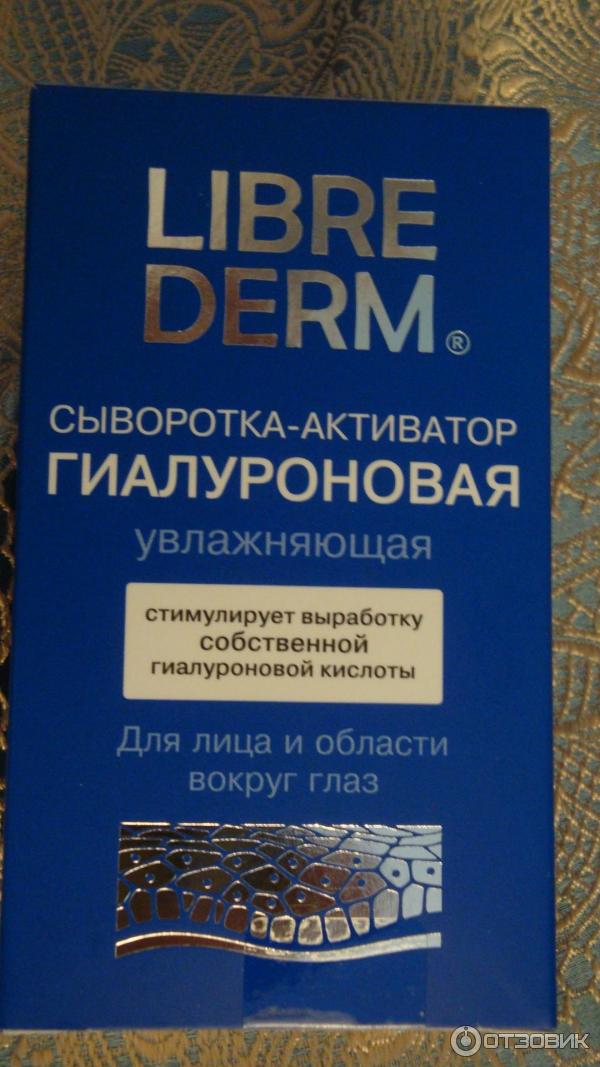 LIBRE
DERM®
СЫВОРОТКА-АКТИВАТОР
ГИАЛУРОНОВАЯ
увлажняющая
стимулирует выработку
собственной
гиалуроновой кислоты
Для лица и области
вокруг глаз
ОТЗОВИК